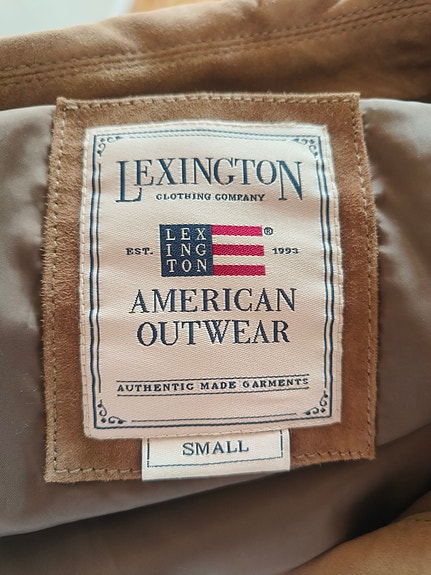 LEXINGTON
CLOTHING COMPANY
LEX
ING
TON
®
EST. 1993
AMERICAN
OUTWEAR
AUTHENTIC MADE GARMENTS
SMALL